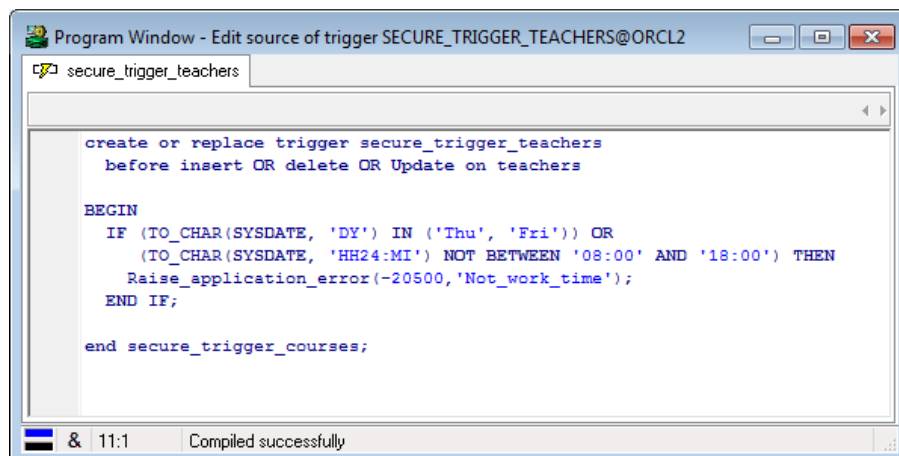 Program Window - Edit source of trigger SECURE_TRIGGER_TEACHERS@ORCL2
secure_trigger_teachers
create or replace trigger secure_trigger_teachers
before insert OR delete OR Update on teachers
BEGIN
IF (TO_CHAR(SYSDATE, 'DY') IN ('Thu', 'Fri')) OR
(TO_CHAR(SYSDATE, 'HH24:MI') NOT BETWEEN '08:00' AND '18:00') THEN
Raise_application_error(-20500,'Not_work_time');
END IF;
end secure_trigger_courses;
& 11:1 Compiled successfully